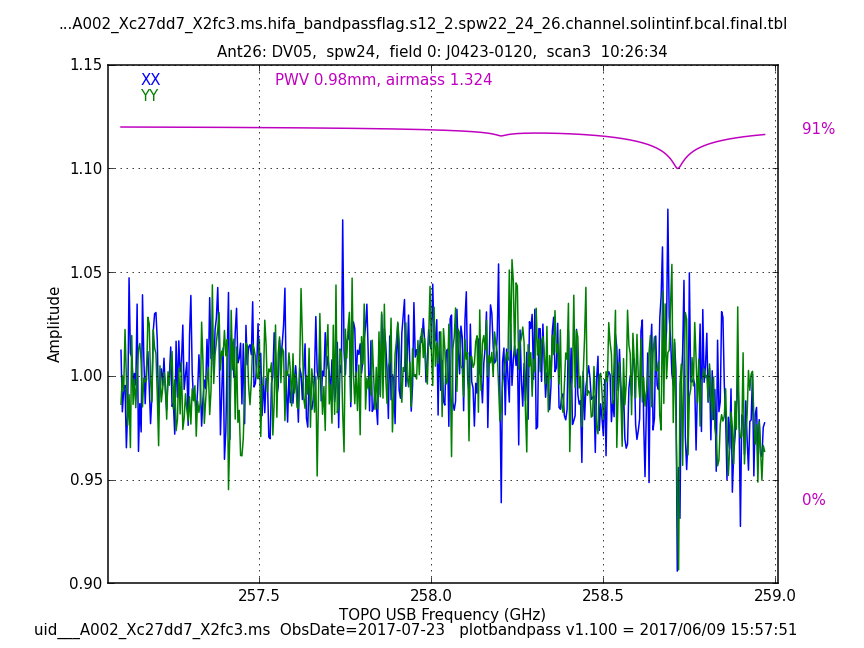 ...A002_Xc27dd7_X2fc3.ms.hifa_bandpassflag.s12_2.spw22_24_26.channel.solintinf.bcal.final.tbl
Ant26: DV05,  spw24,  field 0: J0423-0120,  scan3  10:26:34
1.15
XX
PWV 0.98mm, airmass 1.324
YY
91%
1.10
1.05
Amplitude
1.00
0.95
0%
0.90
257.5 258.0 258.5 259.0
TOPO USB Frequency (GHz)
uid___A002_Xc27dd7_X2fc3.ms  ObsDate=2017-07-23   plotbandpass v1.100 = 2017/06/09 15:57:51